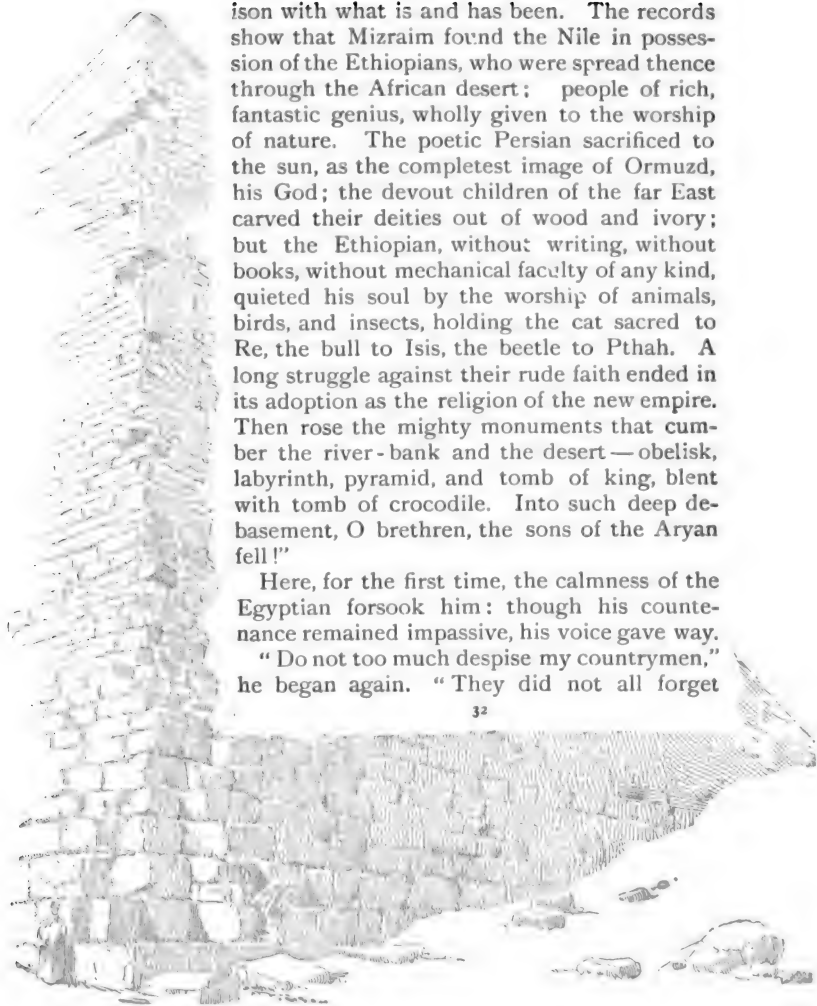 ison with what is and has been. The records
show that Mizraim found the Nile in posses-
sion of the Ethiopians, who were spread thence
through the African desert; people of rich,
fantastic genius, wholly given to the worship
of nature. The poetic Persian sacrificed to
the sun, as the completest image of Ormuzd,
his God; the devout children of the far East
carved their deities out of wood and ivory;
but the Ethiopian, without writing, without
books, without mechanical faculty of any kind,
quieted his soul by the worship of animals,
birds, and insects, holding the cat sacred to
Re, the bull to Isis, the beetle to Pthah. A
long struggle against their rude faith ended in
its adoption as the religion of the new empire.
Then rose the mighty monuments that cum-
ber the river-bank and the desert—obelisk,
labyrinth, pyramid, and tomb of king, blent
with tomb of crocodile. Into such deep de-
basement, O brethren, the sons of the Aryan
fell!"
Here, for the first time, the calmness of the
Egyptian forsook him: though his counte-
nance remained impassive, his voice gave way.
"Do not too much despise my countrymen,"
he began again. "They did not all forget
32